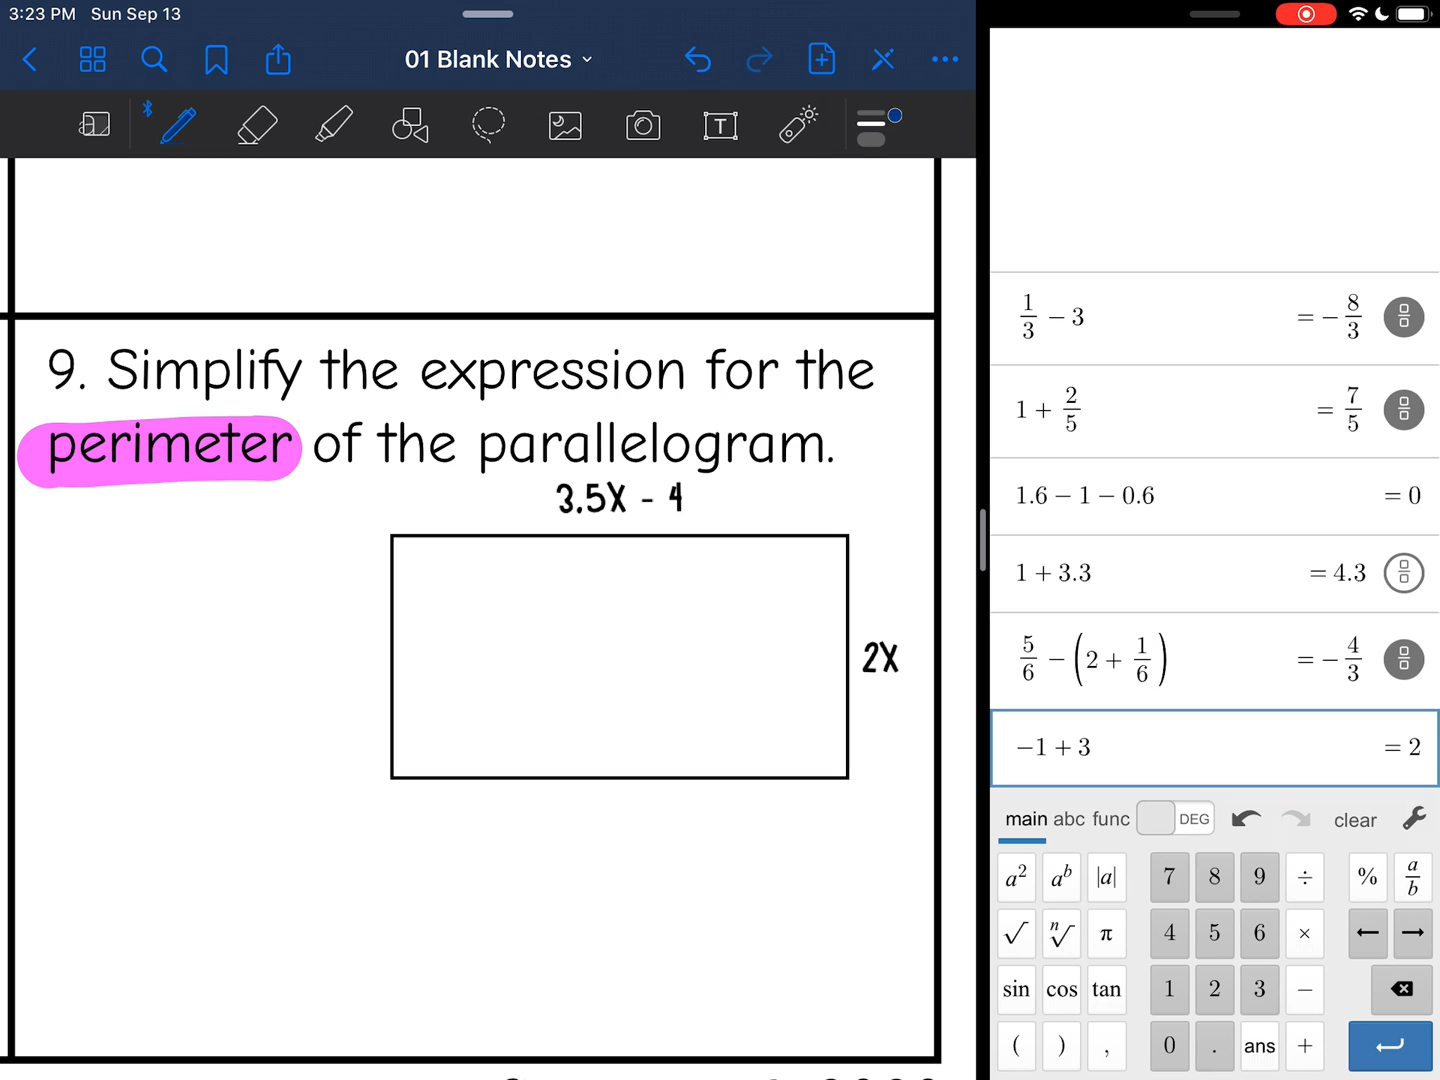 3:23 PM Sun Sep 13
01 Blank Notes
T
9. Simplify the expression for the
perimeter of the parallelogram.
3.5X - 4
2X
1/3 − 3 = −8/3
1 + 2/5 = 7/5
1.6 − 1 − 0.6 = 0
1 + 3.3 = 4.3
5/6 − (2 + 1/6) = −4/3
−1 + 3 = 2
main abc func DEG clear
a² aᵇ |a| 7 8 9 ÷ % a/b
√ ⁿ√ π 4 5 6 × ← →
sin cos tan 1 2 3 −
( ) , 0 . ans +